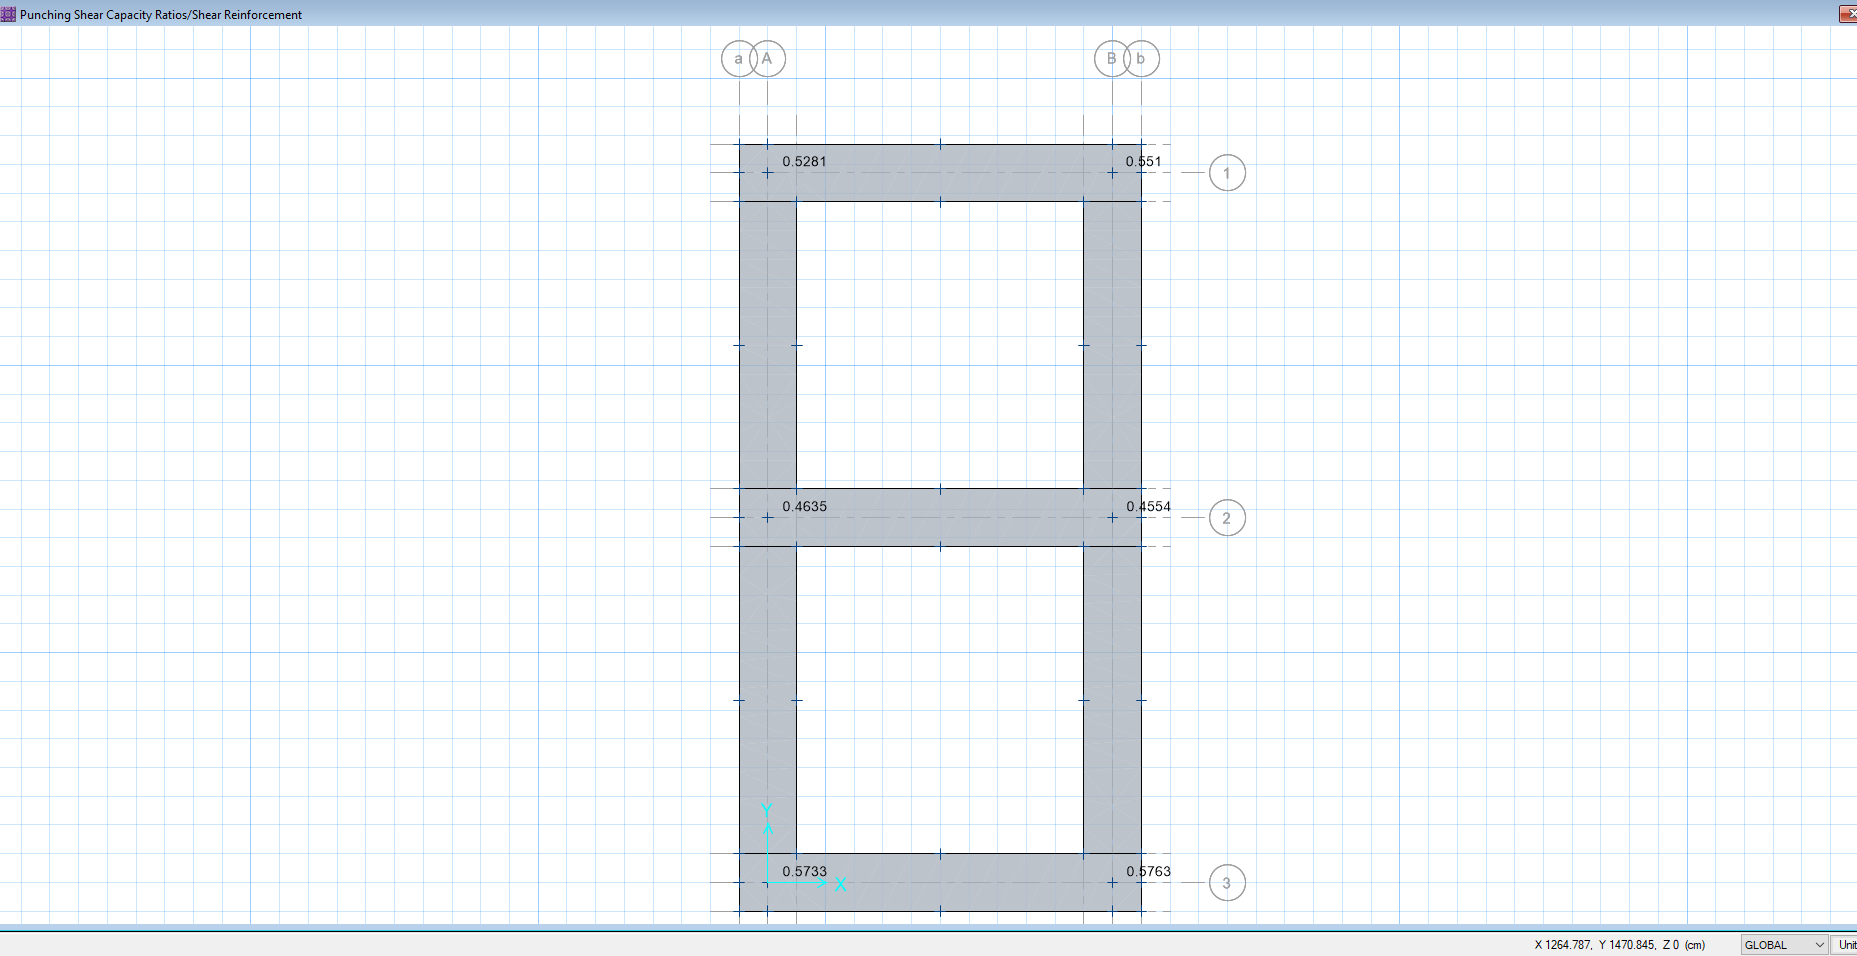 Punching Shear Capacity Ratios/Shear Reinforcement
a A B b
0.5281 0.551
1
0.4635 0.4554
2
Y
0.5733 0.5763
X 3
X 1264.787, Y 1470.845, Z 0 (cm) GLOBAL Unit